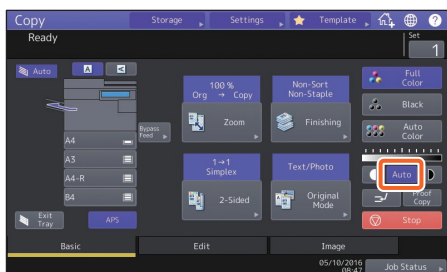 Copy
Storage
Settings
Template
Ready
Set
1
Auto
A
100 %
Org → Copy
Zoom
Non-Sort
Non-Staple
Finishing
Full
Color
Black
Auto
Color
Bypass
Feed
A4
A3
A4-R
B4
1→1
Simplex
2-Sided
Text/Photo
Original
Mode
Auto
Proof
Copy
Exit
Tray
APS
Stop
Basic
Edit
Image
05/10/2016
08:47
Job Status